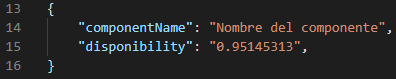 13 {
14 "componentName": "Nombre del componente",
15 "disponibility": "0.95145313",
16 }